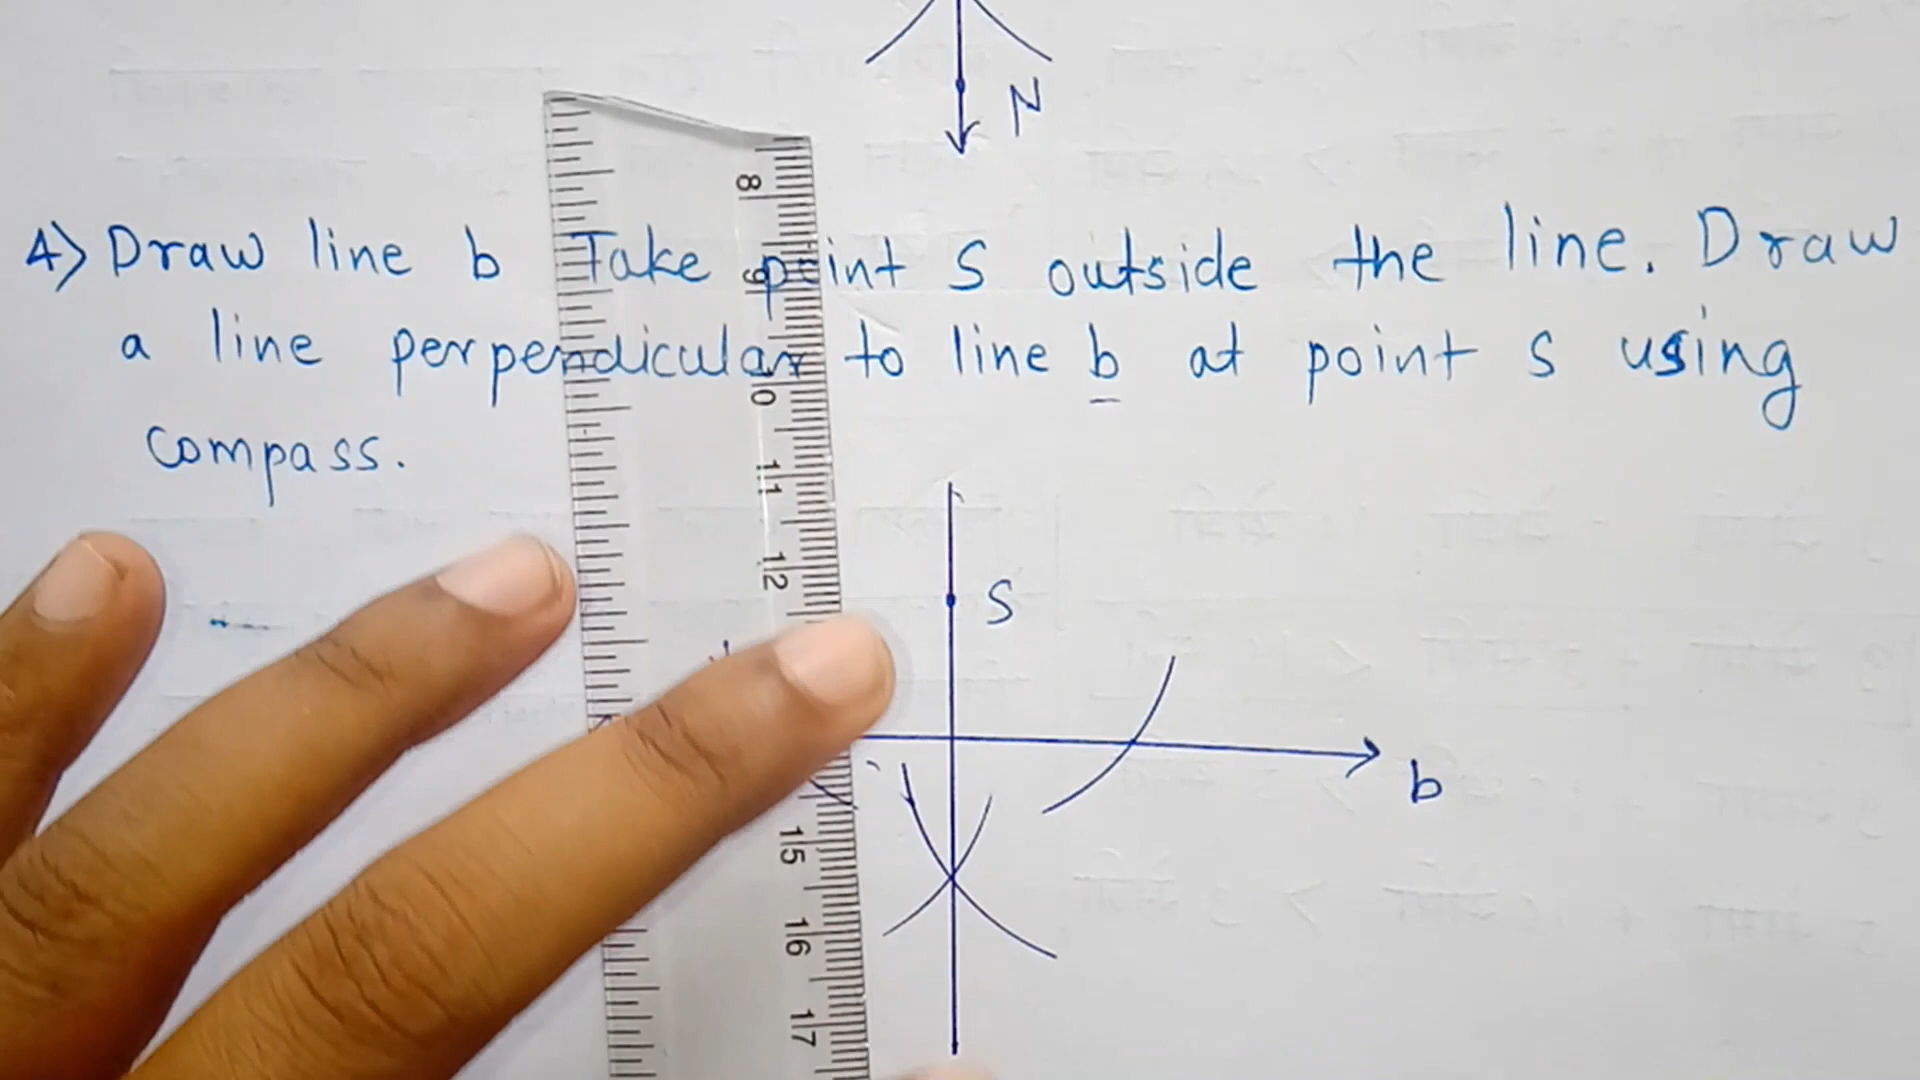 N
4) Draw line b Take point S outside the line. Draw
a line perpendicular to line b at point s using
compass.
S
b
8
9
10
11
12
15
16
17